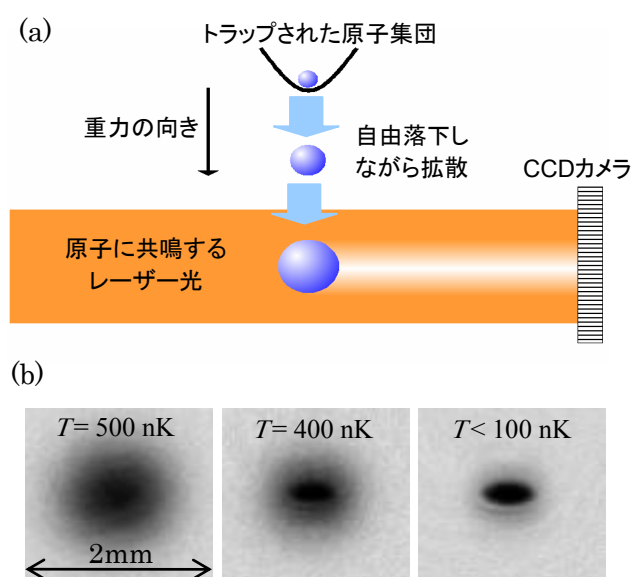 (a)
トラップされた原子集団
重力の向き
自由落下し
ながら拡散
CCDカメラ
原子に共鳴する
レーザー光
(b)
T= 500 nK
T= 400 nK
T< 100 nK
2mm